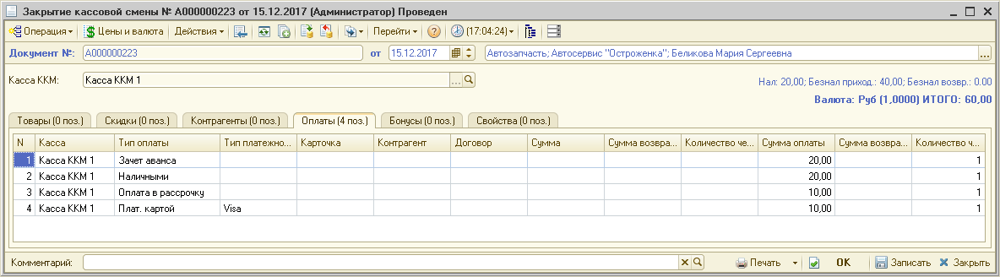 Закрытие кассовой смены № А000000223 от 15.12.2017 (Администратор) Проведен
Операция Цены и валюта Действия Перейти (17:04:24)
Документ №: А000000223 от 15.12.2017 Автозапчасть; Автосервис "Остроженка"; Беликова Мария Сергеевна ...
Касса ККМ: Касса ККМ 1 ...
Нал: 20,00; Безнал приход.: 40,00; Безнал возвр.: 0.00
Валюта: Руб (1,0000) ИТОГО: 60,00
Товары (0 поз.) Скидки (0 поз.) Контрагенты (0 поз.) Оплаты (4 поз.) Бонусы (0 поз.) Свойства (0 поз.)
N Касса Тип оплаты Тип платежно... Карточка Контрагент Договор Сумма Сумма возвра... Количество че... Сумма оплаты Сумма возвра... Количество ч...
1 Касса ККМ 1 Зачет аванса 20,00 1
2 Касса ККМ 1 Наличными 20,00 1
3 Касса ККМ 1 Оплата в рассрочку 10,00 1
4 Касса ККМ 1 Плат. картой Visa 10,00 1
Комментарий: Печать OK Записать Закрыть